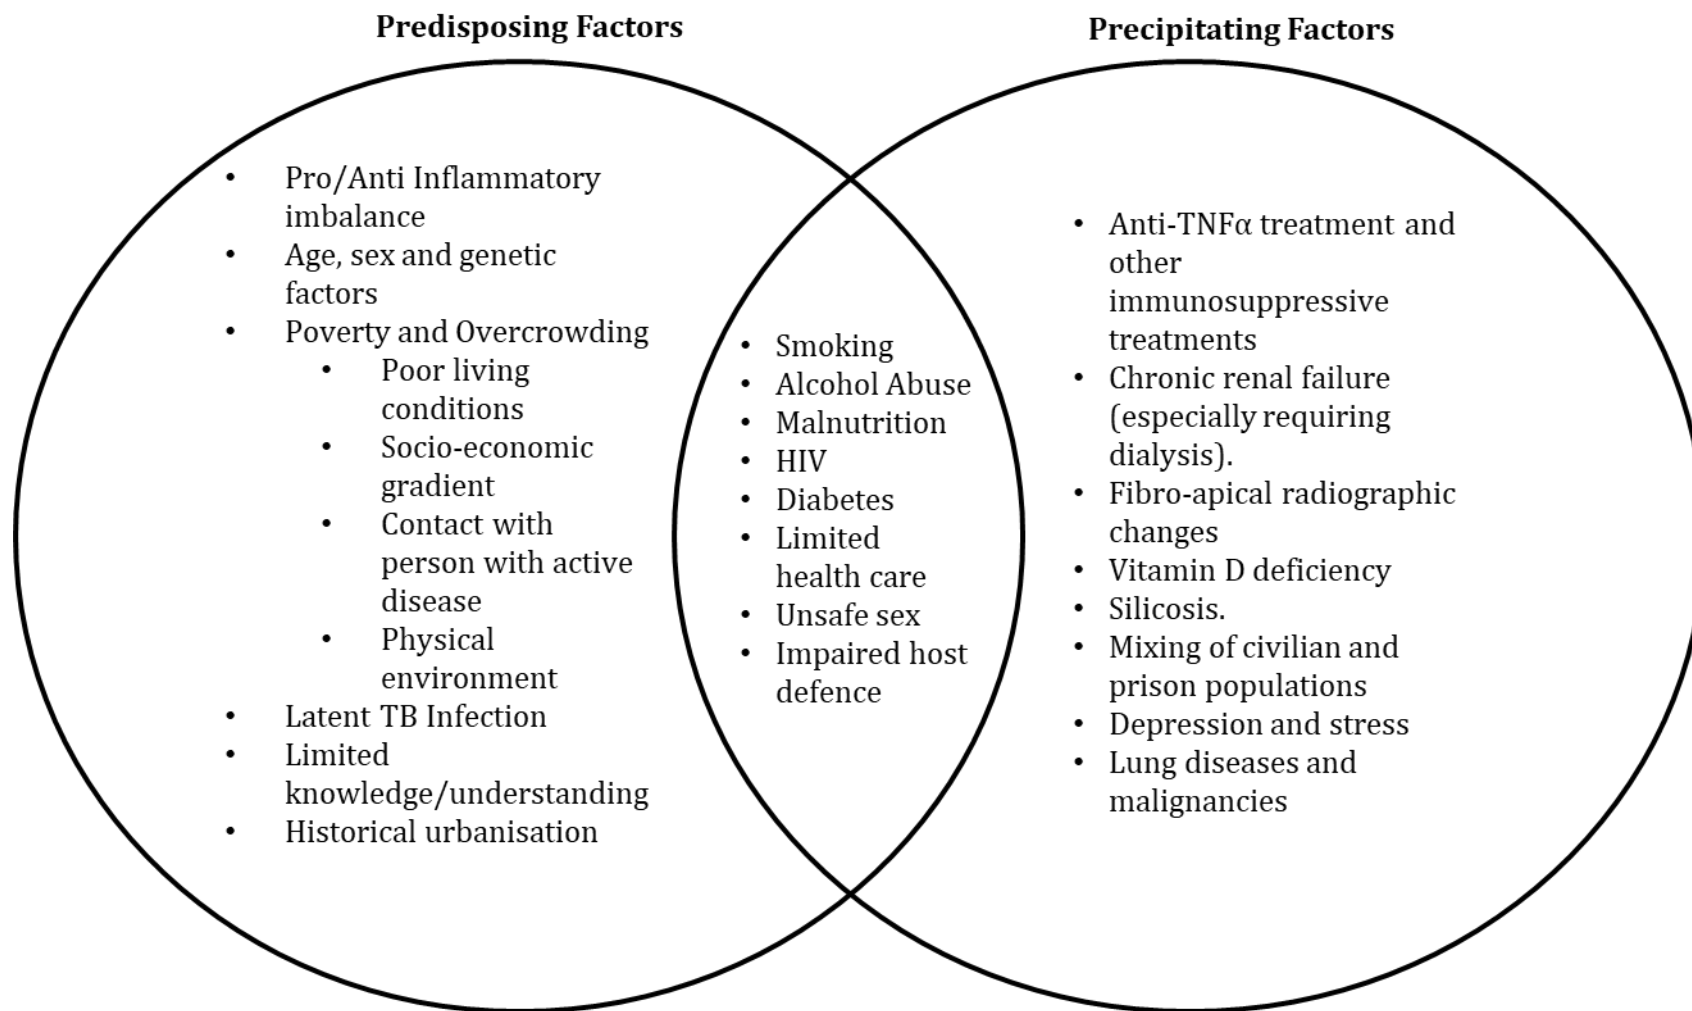 Predisposing Factors
Precipitating Factors
• Pro/Anti Inflammatory
imbalance
• Age, sex and genetic
factors
• Poverty and Overcrowding
• Poor living
conditions
• Socio-economic
gradient
• Contact with
person with active
disease
• Physical
environment
• Latent TB Infection
• Limited
knowledge/understanding
• Historical urbanisation
• Smoking
• Alcohol Abuse
• Malnutrition
• HIV
• Diabetes
• Limited
health care
• Unsafe sex
• Impaired host
defence
• Anti-TNFα treatment and
other
immunosuppressive
treatments
• Chronic renal failure
(especially requiring
dialysis).
• Fibro-apical radiographic
changes
• Vitamin D deficiency
• Silicosis.
• Mixing of civilian and
prison populations
• Depression and stress
• Lung diseases and
malignancies